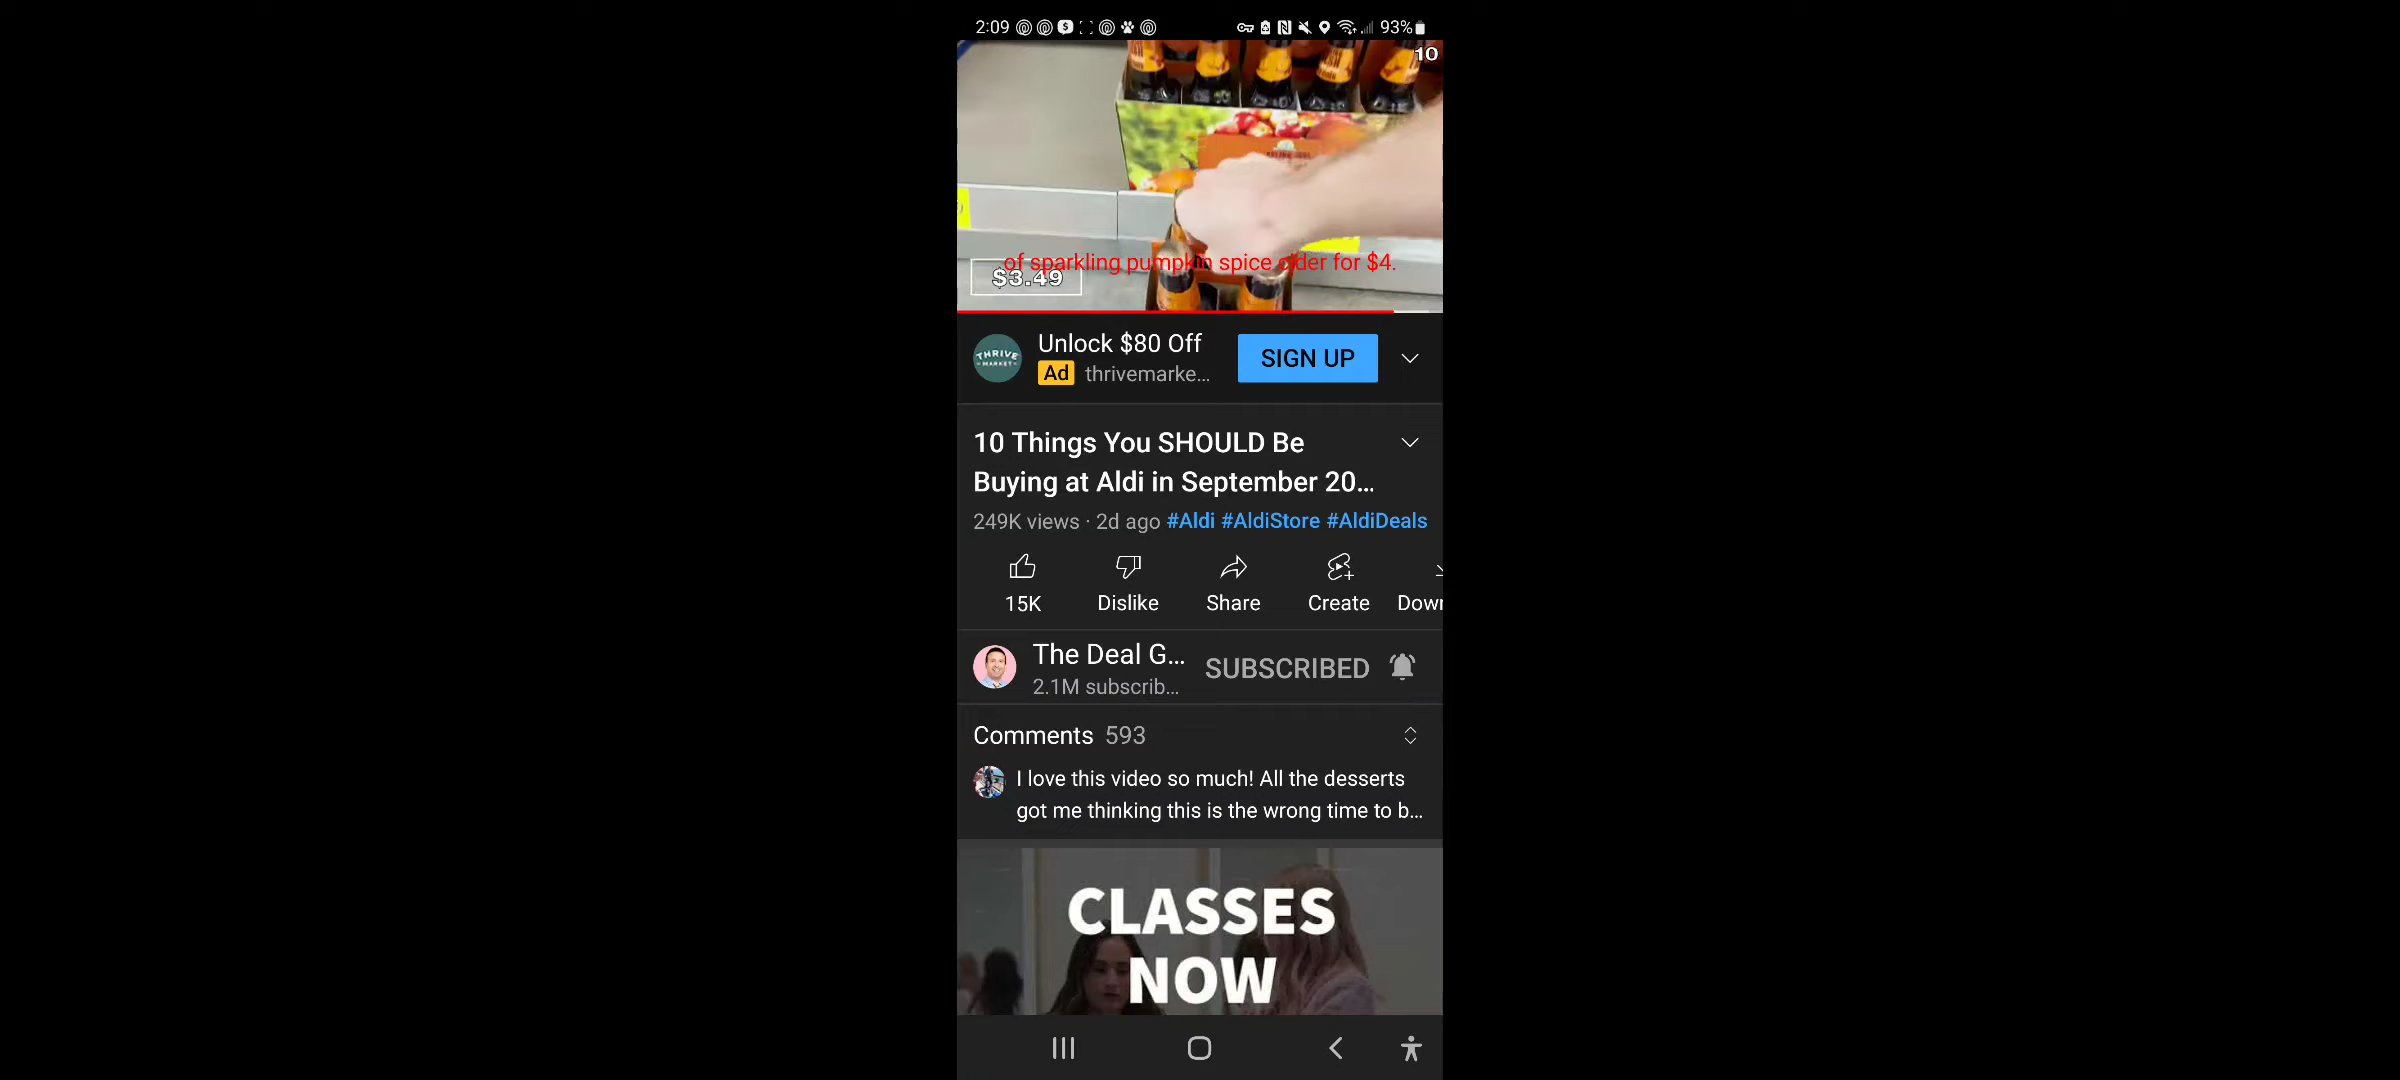 2:09
93%
10
of sparkling pumpkin spice cider for $4.
$3.49
THRIVE
MARKET
Unlock $80 Off
Ad thrivemarke...
SIGN UP
10 Things You SHOULD Be
Buying at Aldi in September 20...
249K views · 2d ago #Aldi #AldiStore #AldiDeals
15K
Dislike
Share
Create
Down
The Deal G...
2.1M subscrib...
SUBSCRIBED
Comments 593
I love this video so much! All the desserts
got me thinking this is the wrong time to b...
CLASSES
NOW